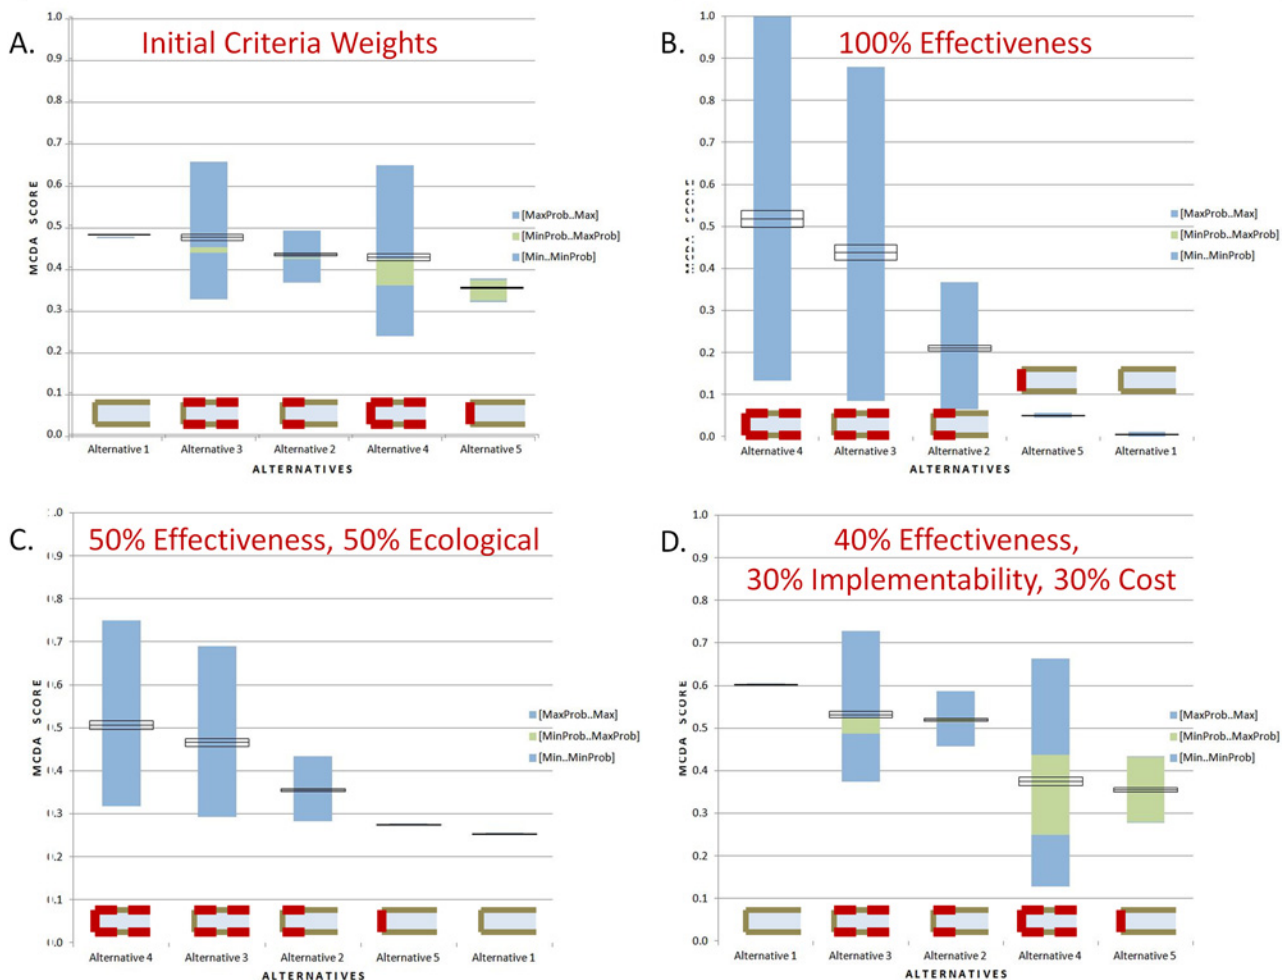 A.
Initial Criteria Weights
1.0
0.9
0.8
0.7
0.6
0.5
0.4
0.3
0.2
0.1
0.0
MCDA SCORE
[MaxProb..Max]
[MinProb..MaxProb]
[Min..MinProb]
Alternative 1
Alternative 3
Alternative 2
Alternative 4
Alternative 5
ALTERNATIVES
B.
100% Effectiveness
1.0
0.9
0.8
0.7
0.6
0.5
0.4
0.3
0.2
0.1
0.0
SCORE
[MaxProb..Max]
[MinProb..MaxProb]
[Min..MinProb]
Alternative 4
Alternative 3
Alternative 2
Alternative 5
Alternative 1
ALTERNATIVES
C.
50% Effectiveness, 50% Ecological
MCDA SCORE
[MaxProb..Max]
[MinProb..MaxProb]
[Min..MinProb]
Alternative 4
Alternative 3
Alternative 2
Alternative 5
Alternative 1
ALTERNATIVES
D.
40% Effectiveness,
30% Implementability, 30% Cost
1.0
0.9
0.8
0.7
0.6
0.5
0.4
0.3
0.2
0.1
0.0
MCDA SCORE
[MaxProb..Max]
[MinProb..MaxProb]
[Min..MinProb]
Alternative 1
Alternative 3
Alternative 2
Alternative 4
Alternative 5
ALTERNATIVES